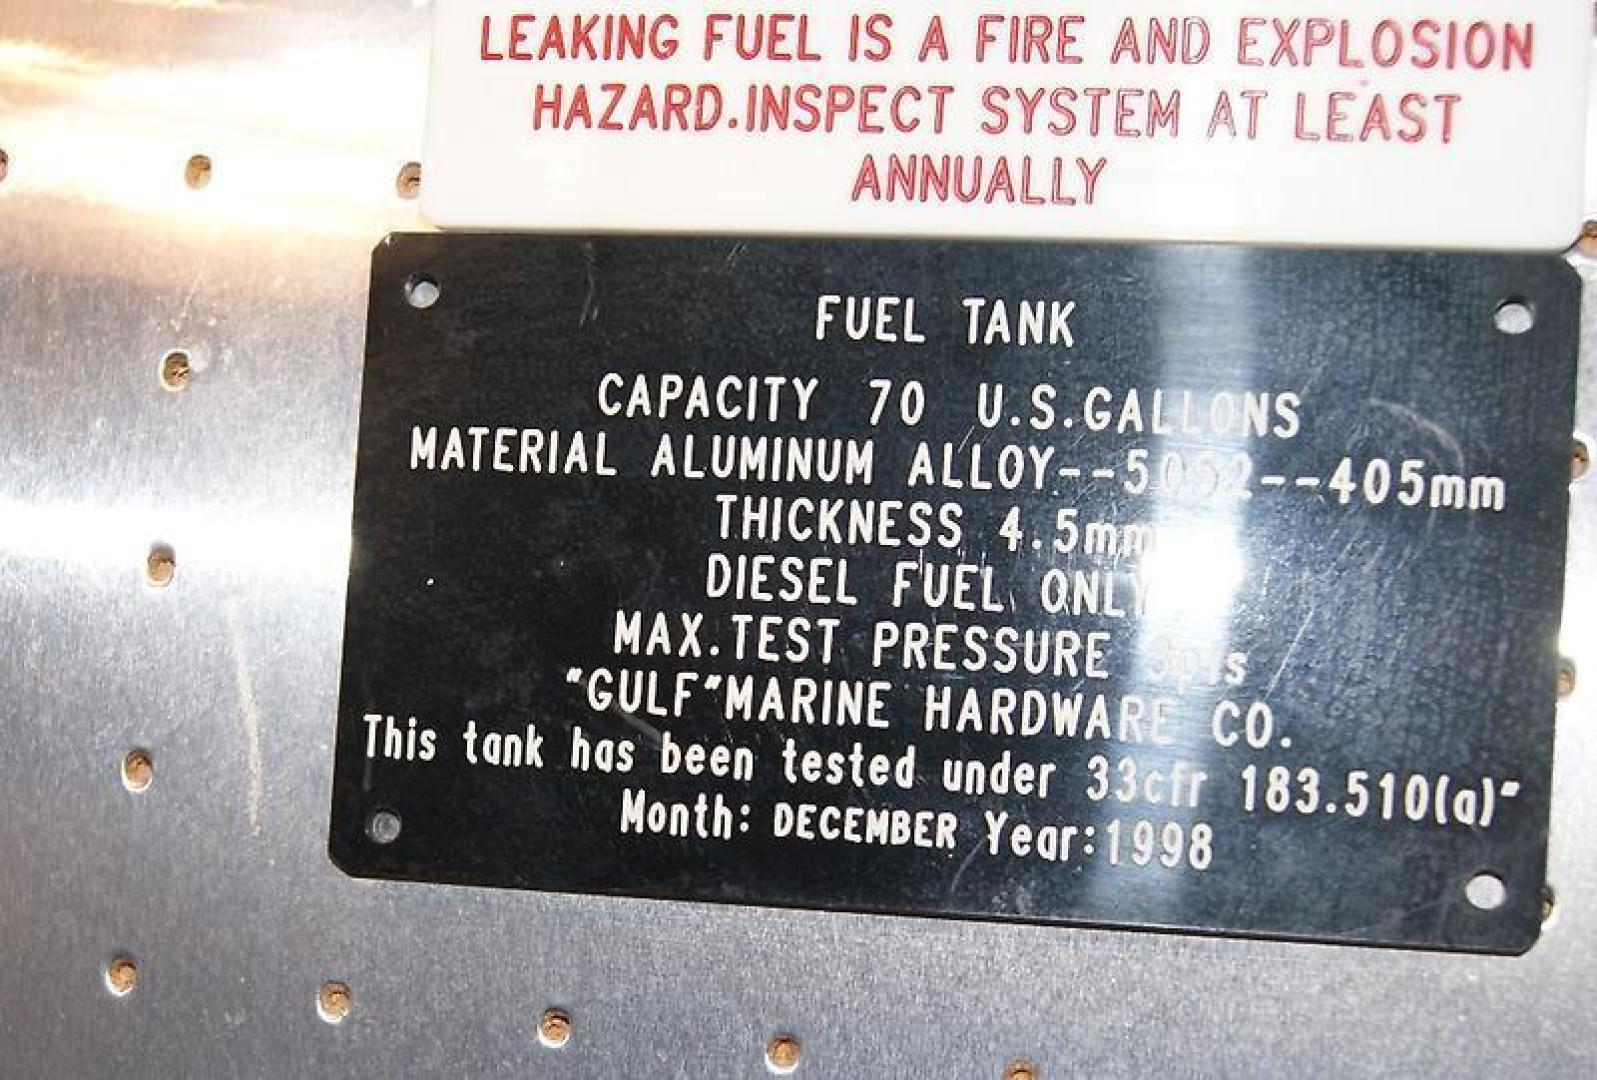 LEAKING FUEL IS A FIRE AND EXPLOSION
HAZARD.INSPECT SYSTEM AT LEAST
ANNUALLY
FUEL TANK
CAPACITY 70 U.S.GALLONS
MATERIAL ALUMINUM ALLOY--5052--405mm
THICKNESS 4.5mm
DIESEL FUEL ONLY
MAX.TEST PRESSURE 3pis
"GULF"MARINE HARDWARE CO.
This tank has been tested under 33cfr 183.510(a)"
Month: DECEMBER Year:1998